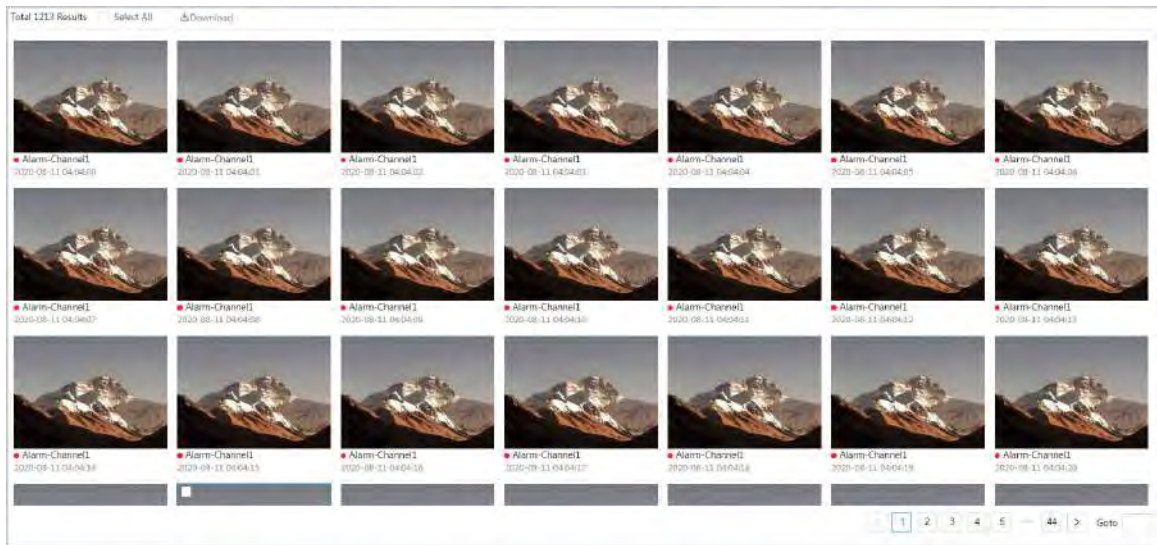 Total 1213 Results Select All Download
Alarm-Channel1 Alarm-Channel1 Alarm-Channel1 Alarm-Channel1 Alarm-Channel1 Alarm-Channel1 Alarm-Channel1
2020-08-11 04:04:00 2020-08-11 04:04:01 2020-08-11 04:04:02 2020-08-11 04:04:03 2020-08-11 04:04:04 2020-08-11 04:04:05 2020-08-11 04:04:06
Alarm-Channel1 Alarm-Channel1 Alarm-Channel1 Alarm-Channel1 Alarm-Channel1 Alarm-Channel1 Alarm-Channel1
2020-08-11 04:04:07 2020-08-11 04:04:08 2020-08-11 04:04:09 2020-08-11 04:04:10 2020-08-11 04:04:11 2020-08-11 04:04:12 2020-08-11 04:04:13
Alarm-Channel1 Alarm-Channel1 Alarm-Channel1 Alarm-Channel1 Alarm-Channel1 Alarm-Channel1 Alarm-Channel1
2020-08-11 04:04:14 2020-08-11 04:04:15 2020-08-11 04:04:16 2020-08-11 04:04:17 2020-08-11 04:04:18 2020-08-11 04:04:19 2020-08-11 04:04:20
< 1 2 3 4 5 ··· 44 > Goto